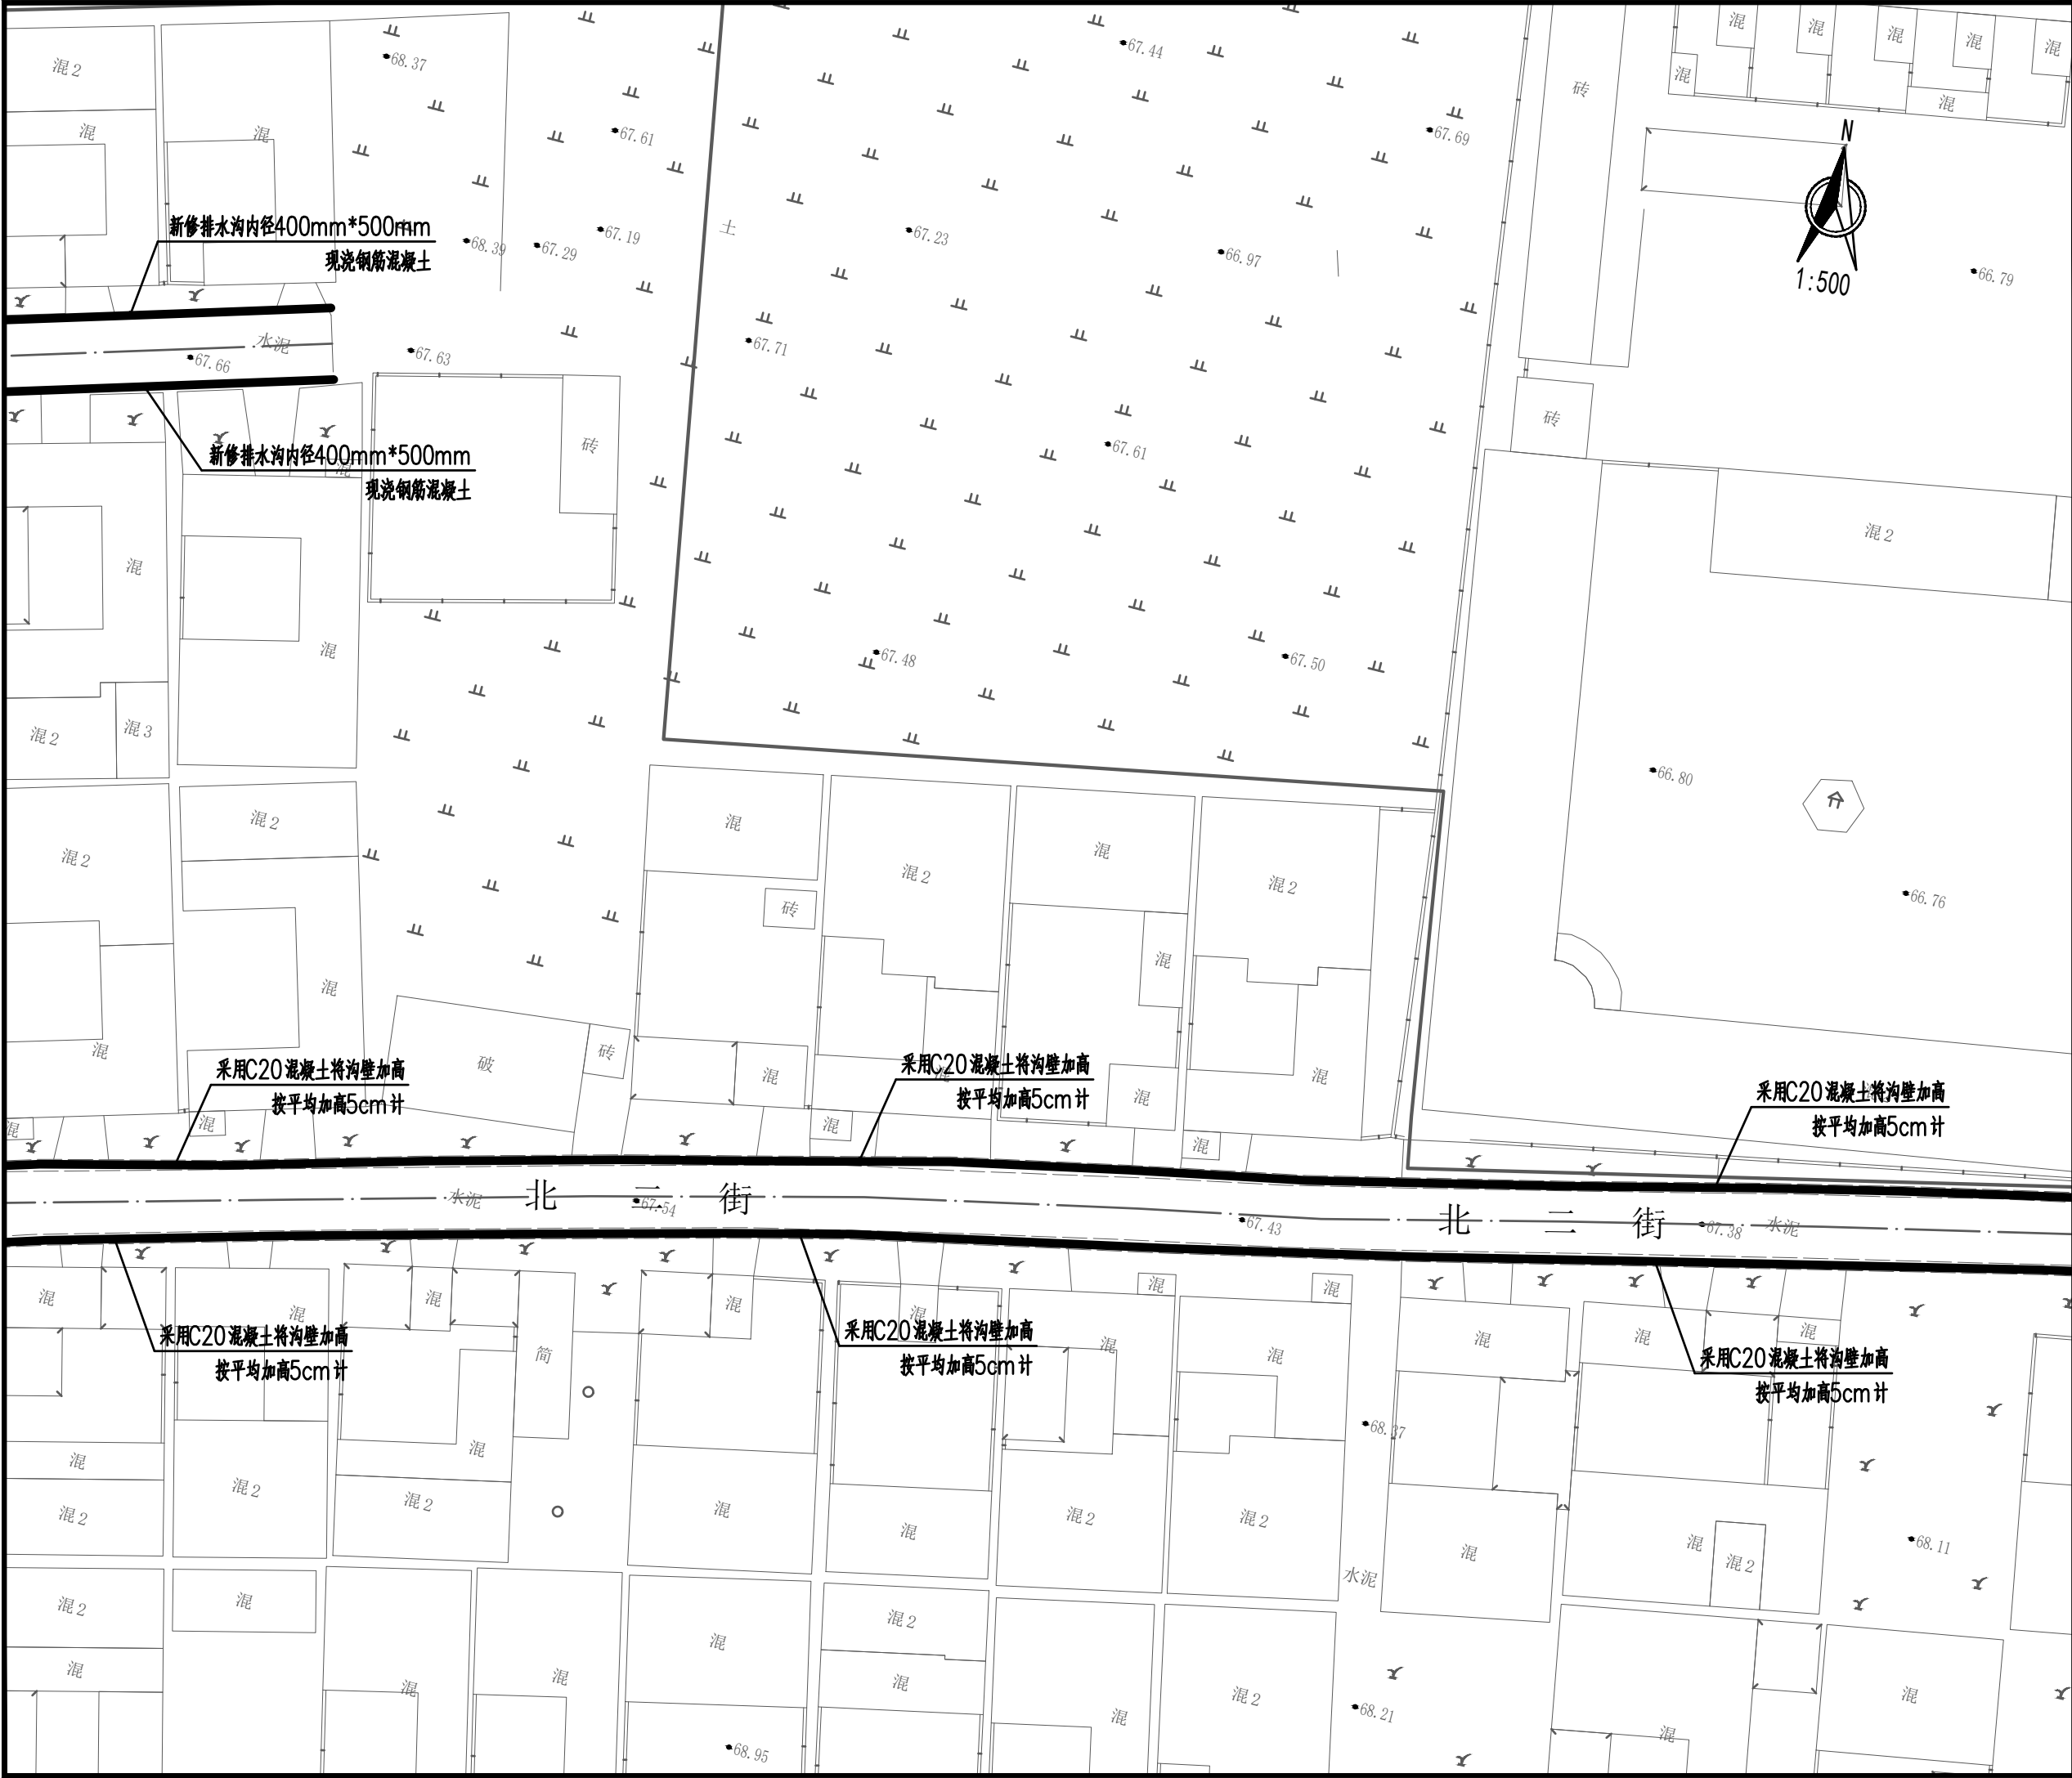 混
混
混
混
混
混2
68.37
67.44
混
砖
混
混
混
67.61
67.69
N
新修排水沟内径400mm*500mm
现浇钢筋混凝土
68.39
67.29
67.19
土
67.23
66.97
1:500
66.79
水泥
67.66
67.63
67.71
砖
砖
67.61
新修排水沟内径400mm*500mm
混
现浇钢筋混凝土
混2
混
混
67.48
67.50
混2
混3
66.80
混2
混
混2
混
混2
混2
砖
66.76
混
混
混
破
砖
采用C20混凝土将沟壁加高
按平均加高5cm计
混
采用C20混凝土将沟壁加高
按平均加高5cm计
混
混
采用C20混凝土将沟壁加高
按平均加高5cm计
混
混
混
混
水泥
北二街
67.54
67.43
北二街
67.38
水泥
混
混
混
混
混
混
混
混
混
混
混
混
采用C20混凝土将沟壁加高
按平均加高5cm计
简
采用C20混凝土将沟壁加高
按平均加高5cm计
采用C20混凝土将沟壁加高
按平均加高5cm计
68.37
混
混
混2
混2
混2
混
混
混2
混2
混
混
混2
68.11
水泥
混2
混
混
混2
混
混
混
混
混2
68.21
混
混
混
68.95